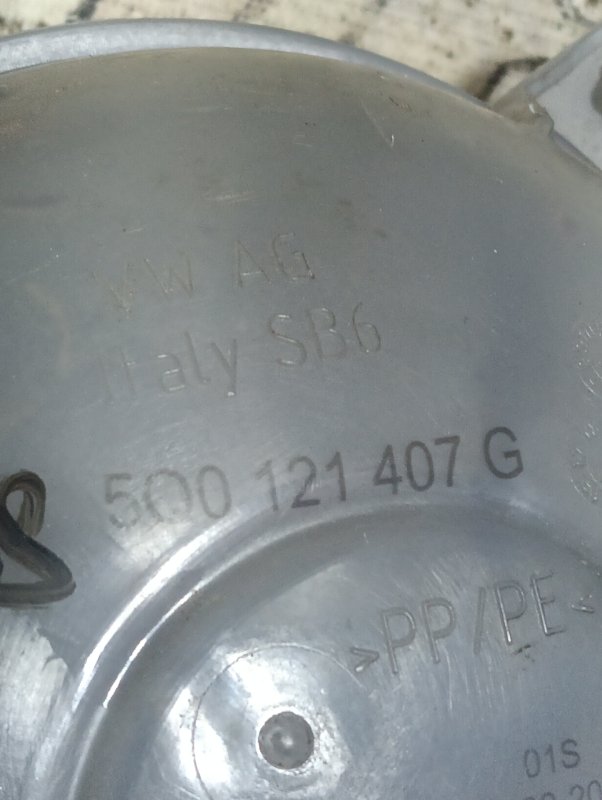 VW AG
Italy SB6
5Q0 121 407 G
>PP/PE<
01S